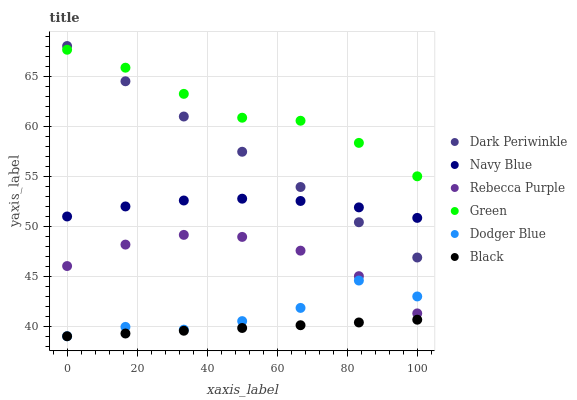 title
yaxis_label
65
60
55
50
45
40
0
20
40
60
80
100
xaxis_label
Dark Periwinkle
Navy Blue
Rebecca Purple
Green
Dodger Blue
Black